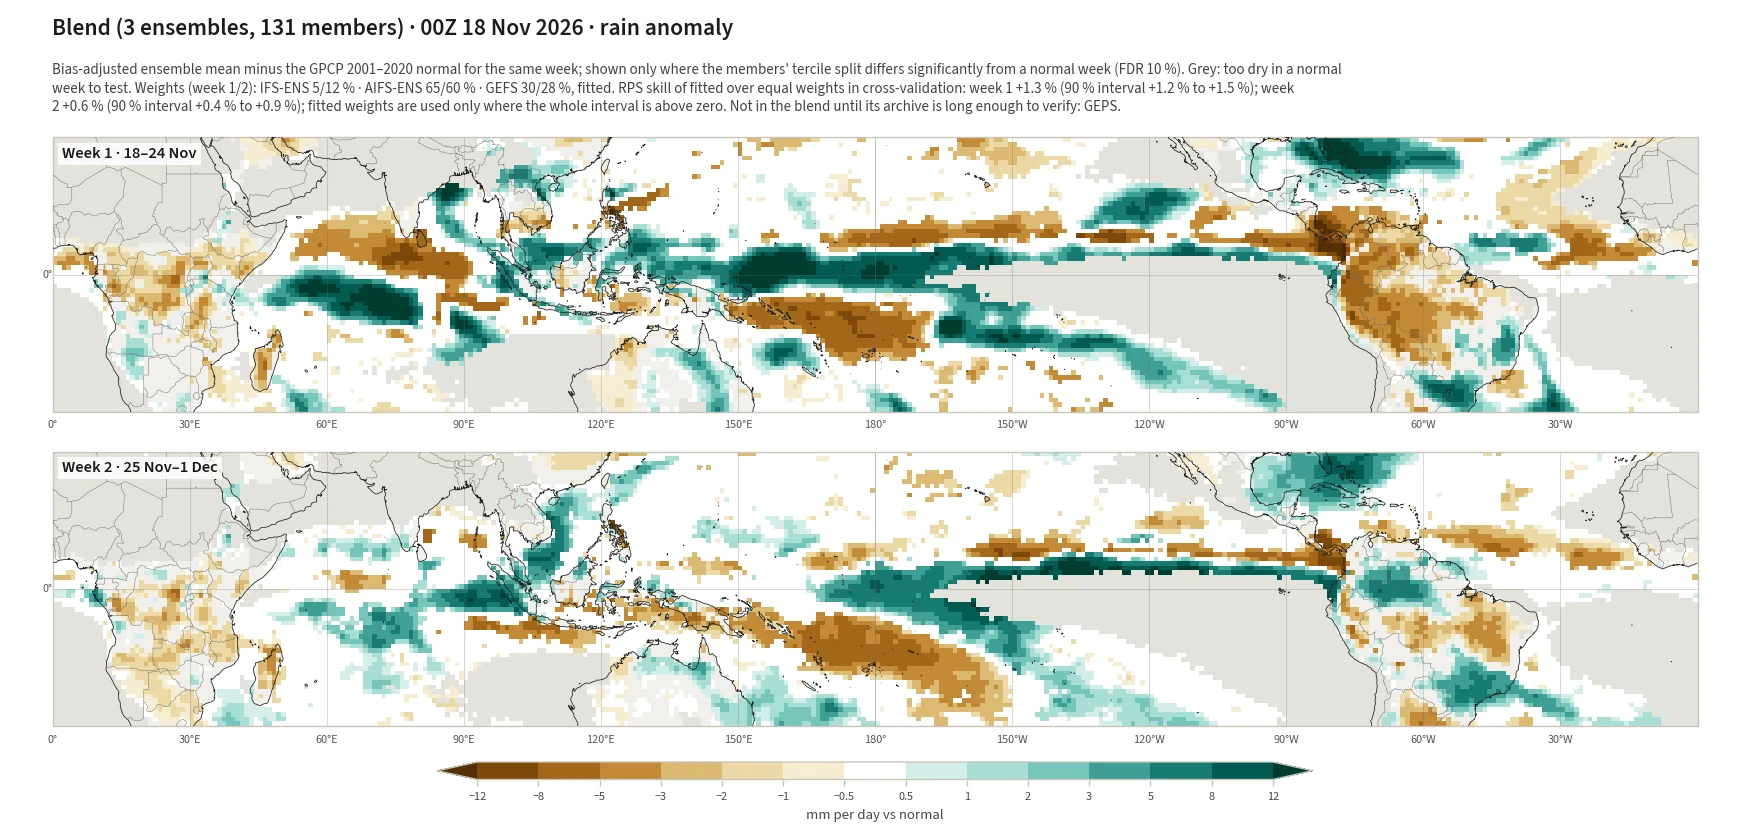 Blend (3 ensembles, 131 members) · 00Z 18 Nov 2026 · rain anomaly
Bias-adjusted ensemble mean minus the GPCP 2001–2020 normal for the same week; shown only where the members' tercile split differs significantly from a normal week (FDR 10 %). Grey: too dry in a normal
week to test. Weights (week 1/2): IFS-ENS 5/12 % · AIFS-ENS 65/60 % · GEFS 30/28 %, fitted. RPS skill of fitted over equal weights in cross-validation: week 1 +1.3 % (90 % interval +1.2 % to +1.5 %); week
2 +0.6 % (90 % interval +0.4 % to +0.9 %); fitted weights are used only where the whole interval is above zero. Not in the blend until its archive is long enough to verify: GEPS.
Week 1 · 18–24 Nov
0°
0° 30°E 60°E 90°E 120°E 150°E 180° 150°W 120°W 90°W 60°W 30°W
Week 2 · 25 Nov–1 Dec
0°
0° 30°E 60°E 90°E 120°E 150°E 180° 150°W 120°W 90°W 60°W 30°W
−12 −8 −5 −3 −2 −1 −0.5 0.5 1 2 3 5 8 12
mm per day vs normal